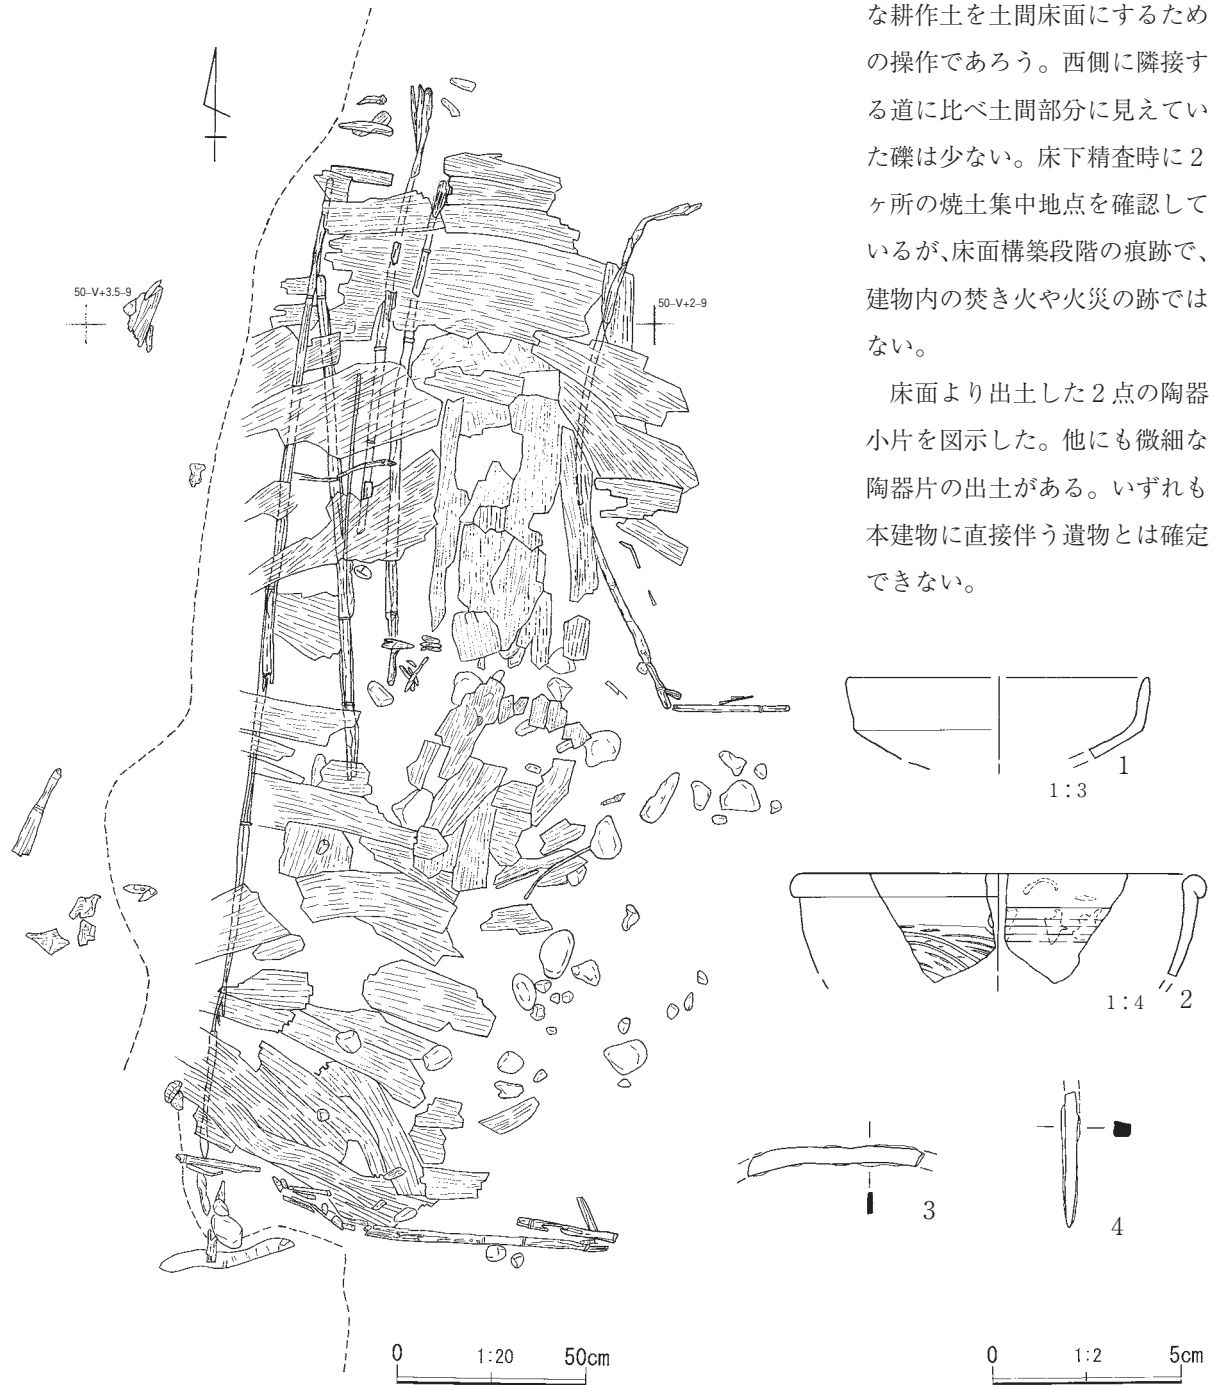 な耕作土を土間床面にするため
の操作であろう。西側に隣接す
る道に比べ土間部分に見えてい
た礫は少ない。床下精査時に２
ヶ所の焼土集中地点を確認して
いるが、床面構築段階の痕跡で、
建物内の焚き火や火災の跡では
ない。
　床面より出土した２点の陶器
小片を図示した。他にも微細な
陶器片の出土がある。いずれも
本建物に直接伴う遺物とは確定
できない。
50-V+3.5-9
50-V+2-9
1
1：3
1：4
2
3
4
0 1:20 50cm
0 1:2 5cm